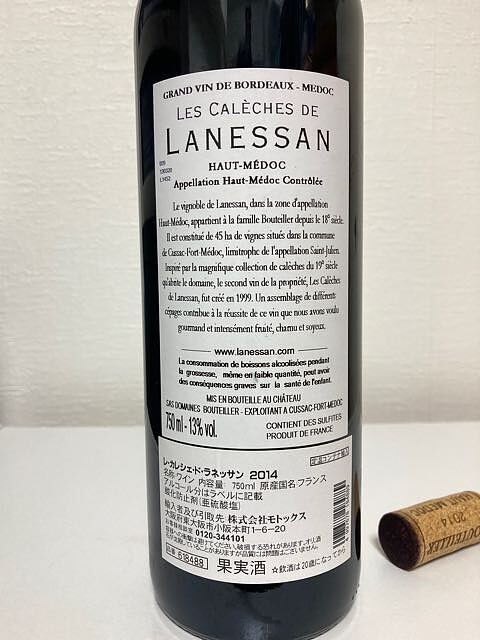 GRAND VIN DE BORDEAUX - MEDOC
LES CALÈCHES DE
LANESSAN
HAUT-MÉDOC
Appellation Haut-Médoc Contrôlée
Le vignoble de Lanessan, dans la zone d'appellation
Haut-Médoc, appartient à la famille Bouteiller depuis le 18e siècle.
Il est constitué de 45 ha de vignes situés dans la commune
de Cussac-Fort-Médoc, limitrophe de l'appellation Saint-Julien.
Inspiré par la magnifique collection de calèches du 19e siècle
qu'abrite le domaine, le second vin de la propriété, Les Calèches
de Lanessan, fut créé en 1999. Un assemblage de différents
cépages contribue à la réussite de ce vin que nous avons voulu
gourmand et intensément fruité, charnu et soyeux.
www.lanessan.com
La consommation de boissons alcoolisées pendant
la grossesse, même en faible quantité, peut avoir
des conséquences graves sur la santé de l'enfant.
MIS EN BOUTEILLE AU CHÂTEAU
SAS DOMAINES BOUTEILLER - EXPLOITANT A CUSSAC-FORT-MEDOC
750 ml - 13% vol.
CONTIENT DES SULFITES
PRODUIT DE FRANCE
レ・カレシェ・ド・ラネッサン 2014
名称:ワイン 内容量:750ml 原産国名:フランス
アルコール分はラベルに記載
酸化防止剤(亜硫酸塩)
輸入者及び引取先 株式会社モトックス
大阪府東大阪市小阪本町1-6-20
お客様相談室 0120-344101
618488
果実酒
☆飲酒は20歳になってから
BOUTEILLER
2014
HAUT MEDOC